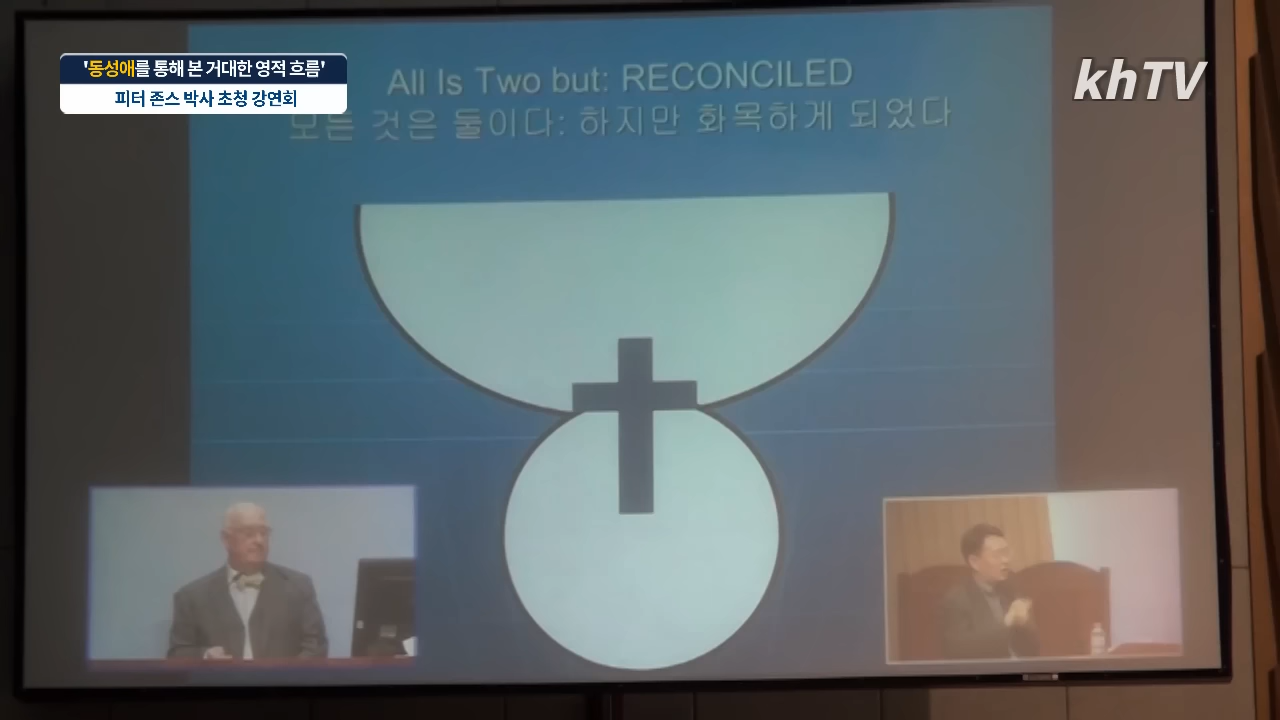 '동성애를 통해 본 거대한 영적 흐름'
피터 존스 박사 초청 강연회
khTV
All Is Two but: RECONCILED
모든 것은 둘이다: 하지만 화목하게 되었다